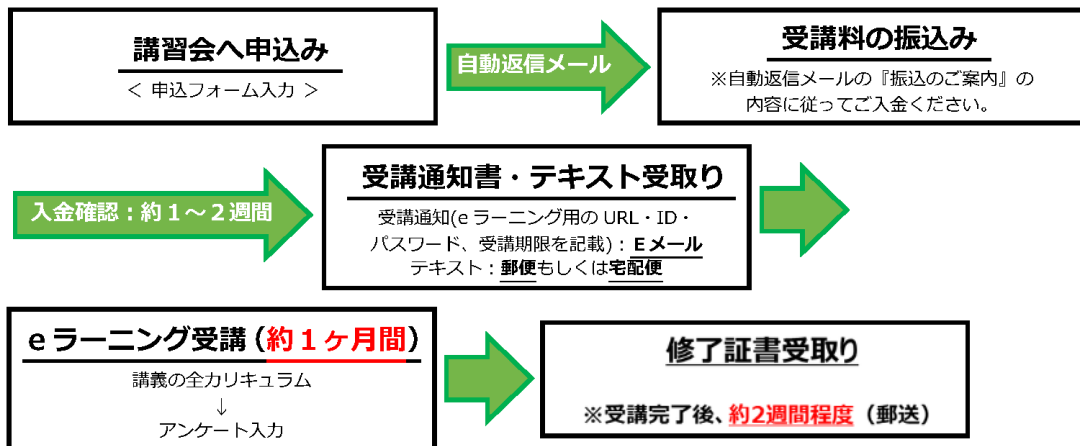 講習会へ申込み
＜ 申込フォーム入力 ＞
自動返信メール
受講料の振込み
※自動返信メールの『振込のご案内』の
内容に従ってご入金ください。
入金確認：約１～２週間
受講通知書・テキスト受取り
受講通知(e ラーニング用の URL・ID・
パスワード、受講期限を記載)：Ｅメール
テキスト：郵便もしくは宅配便
e ラーニング受講（約１ヶ月間）
講義の全カリキュラム
↓
アンケート入力
修了証書受取り
※受講完了後、約2週間程度（郵送）